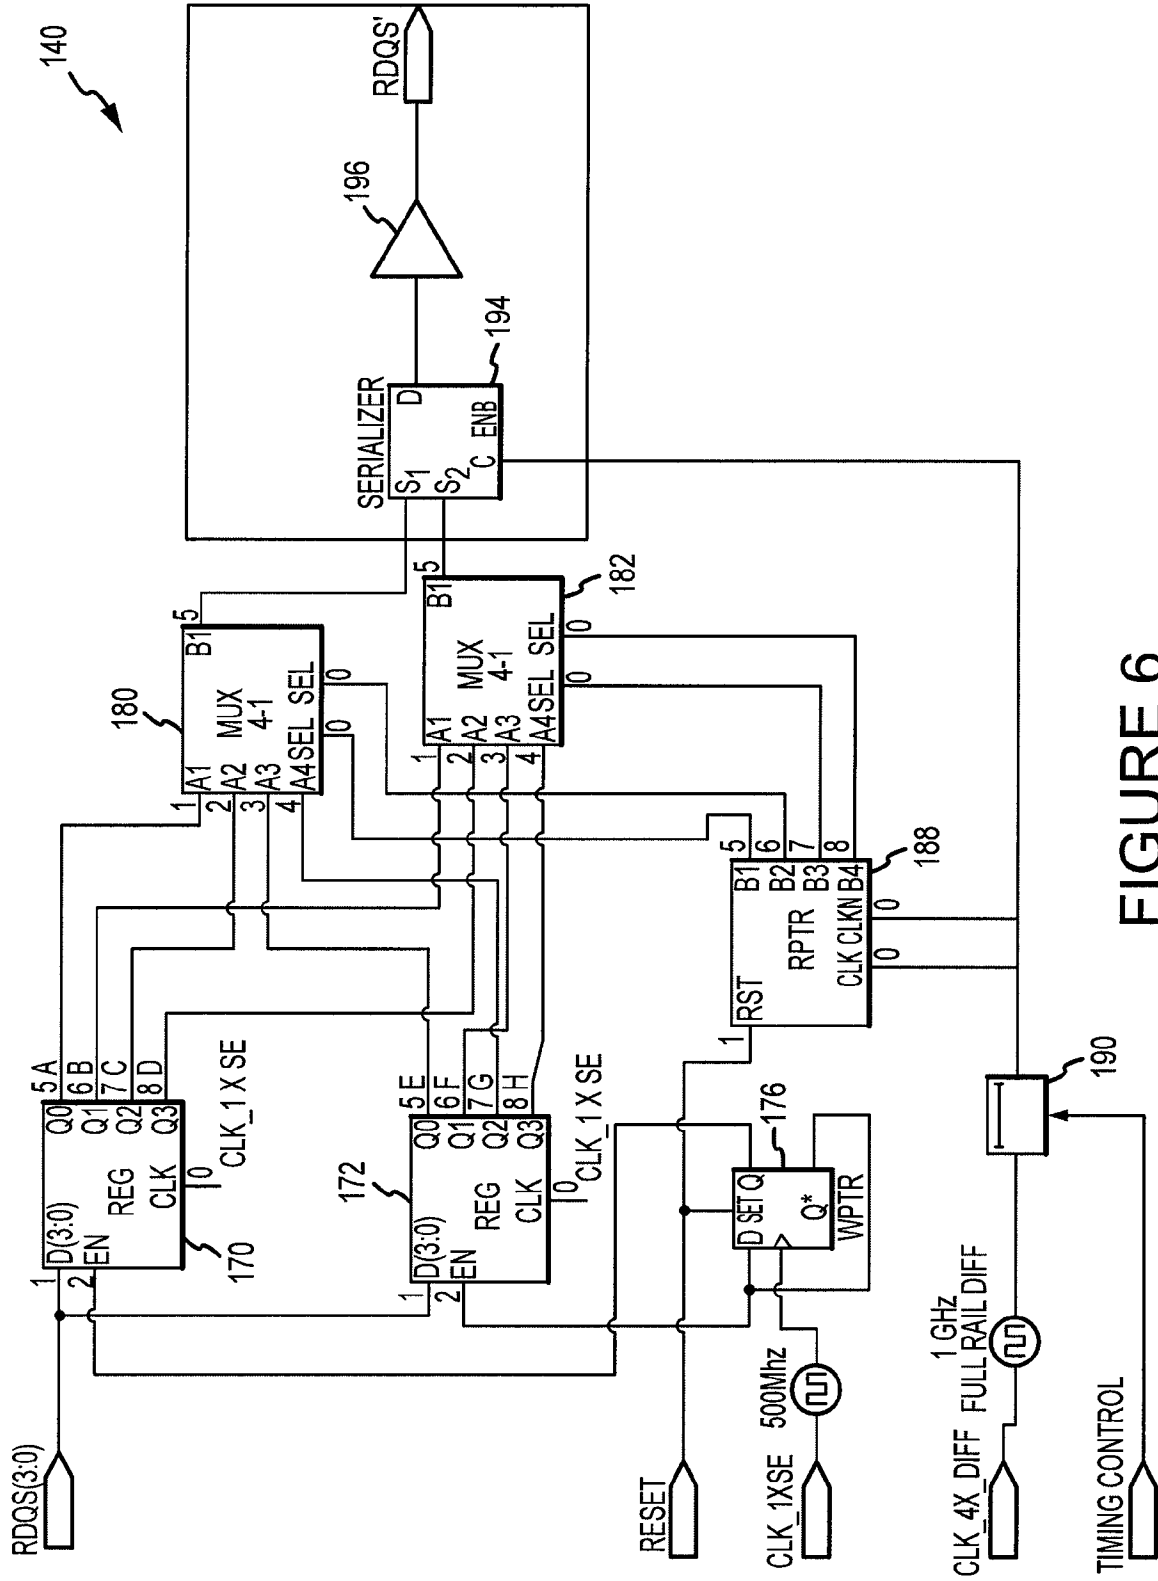 140
RDQS(3:0)
1
D(3:0)
2
EN
REG
CLK
0
CLK_1 X SE
170
Q0
Q1
Q2
Q3
5 A
6 B
7 C
8 D
1
D(3:0)
2
EN
REG
CLK
0
CLK_1 X SE
172
Q0
Q1
Q2
Q3
5 E
6 F
7 G
8 H
180
1
2
3
4
A1
A2
A3
A4
MUX
4-1
SEL
SEL
0
0
B1
5
1
2
3
4
A1
A2
A3
A4
MUX
4-1
SEL
SEL
0
0
B1
5
182
SERIALIZER
S1
S2
C
ENB
D
194
196
RDQS'
RESET
CLK_1XSE
500Mhz
D
SET
Q
Q*
WPTR
176
1
RST
RPTR
CLK
CLKN
0
0
B1
B2
B3
B4
5
6
7
8
188
CLK_4X_DIFF
1 GHz
FULL RAIL DIFF
TIMING CONTROL
190
FIGURE 6